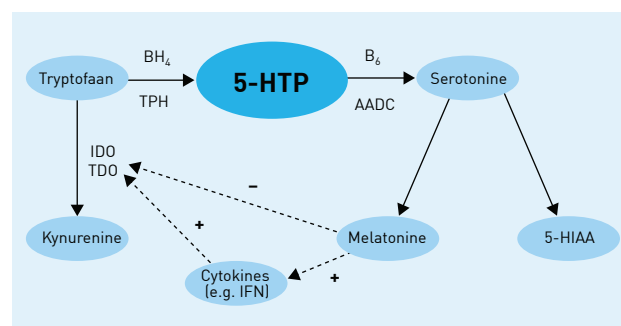 BH₄
B₆
Tryptofaan
5-HTP
Serotonine
TPH
AADC
IDO
TDO
–
+
Kynurenine
Melatonine
5-HIAA
Cytokines
(e.g. IFN)
+